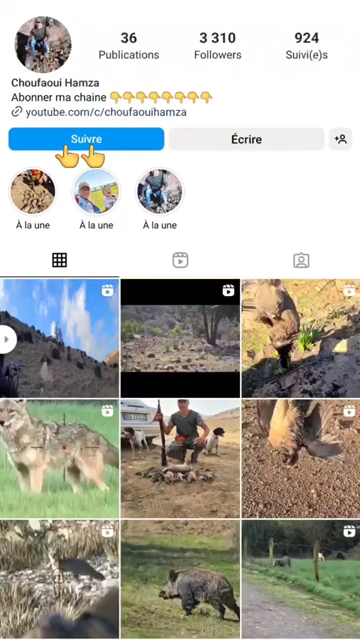 36
3 310
924
Publications
Followers
Suivi(e)s
Choufaoui Hamza
Abonner ma chaine 👇👇👇👇👇👇👇👇
youtube.com/c/choufaouihamza
Suivre
Écrire
À la une
À la une
À la une